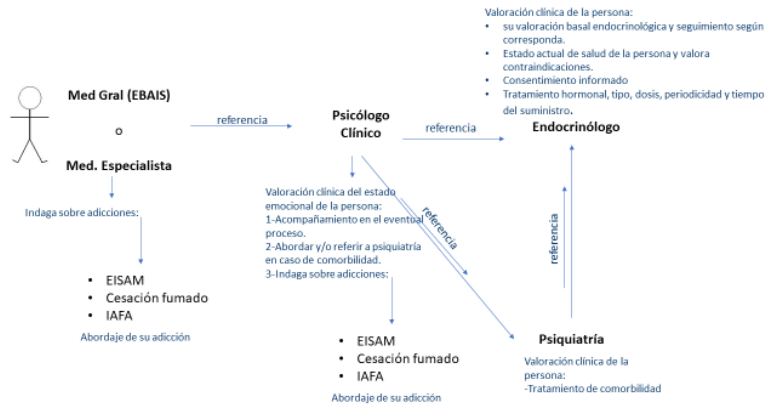 Valoración clínica de la persona:
• su valoración basal endocrinológica y seguimiento según
corresponda.
• Estado actual de salud de la persona y valora
contraindicaciones.
• Consentimiento informado
• Tratamiento hormonal, tipo, dosis, periodicidad y tiempo
del suministro.
Endocrinólogo
Med Gral (EBAIS)
o
Med. Especialista
referencia
Psicólogo
Clínico
referencia
Indaga sobre adicciones:
• EISAM
• Cesación fumado
• IAFA
Abordaje de su adicción
Valoración clínica del estado
emocional de la persona:
1-Acompañamiento en el eventual
proceso.
2-Abordar y/o referir a psiquiatría
en caso de comorbilidad.
3-Indaga sobre adicciones:
referencia
referencia
• EISAM
• Cesación fumado
• IAFA
Abordaje de su adicción
Psiquiatría
Valoración clínica de la
persona:
-Tratamiento de comorbilidad